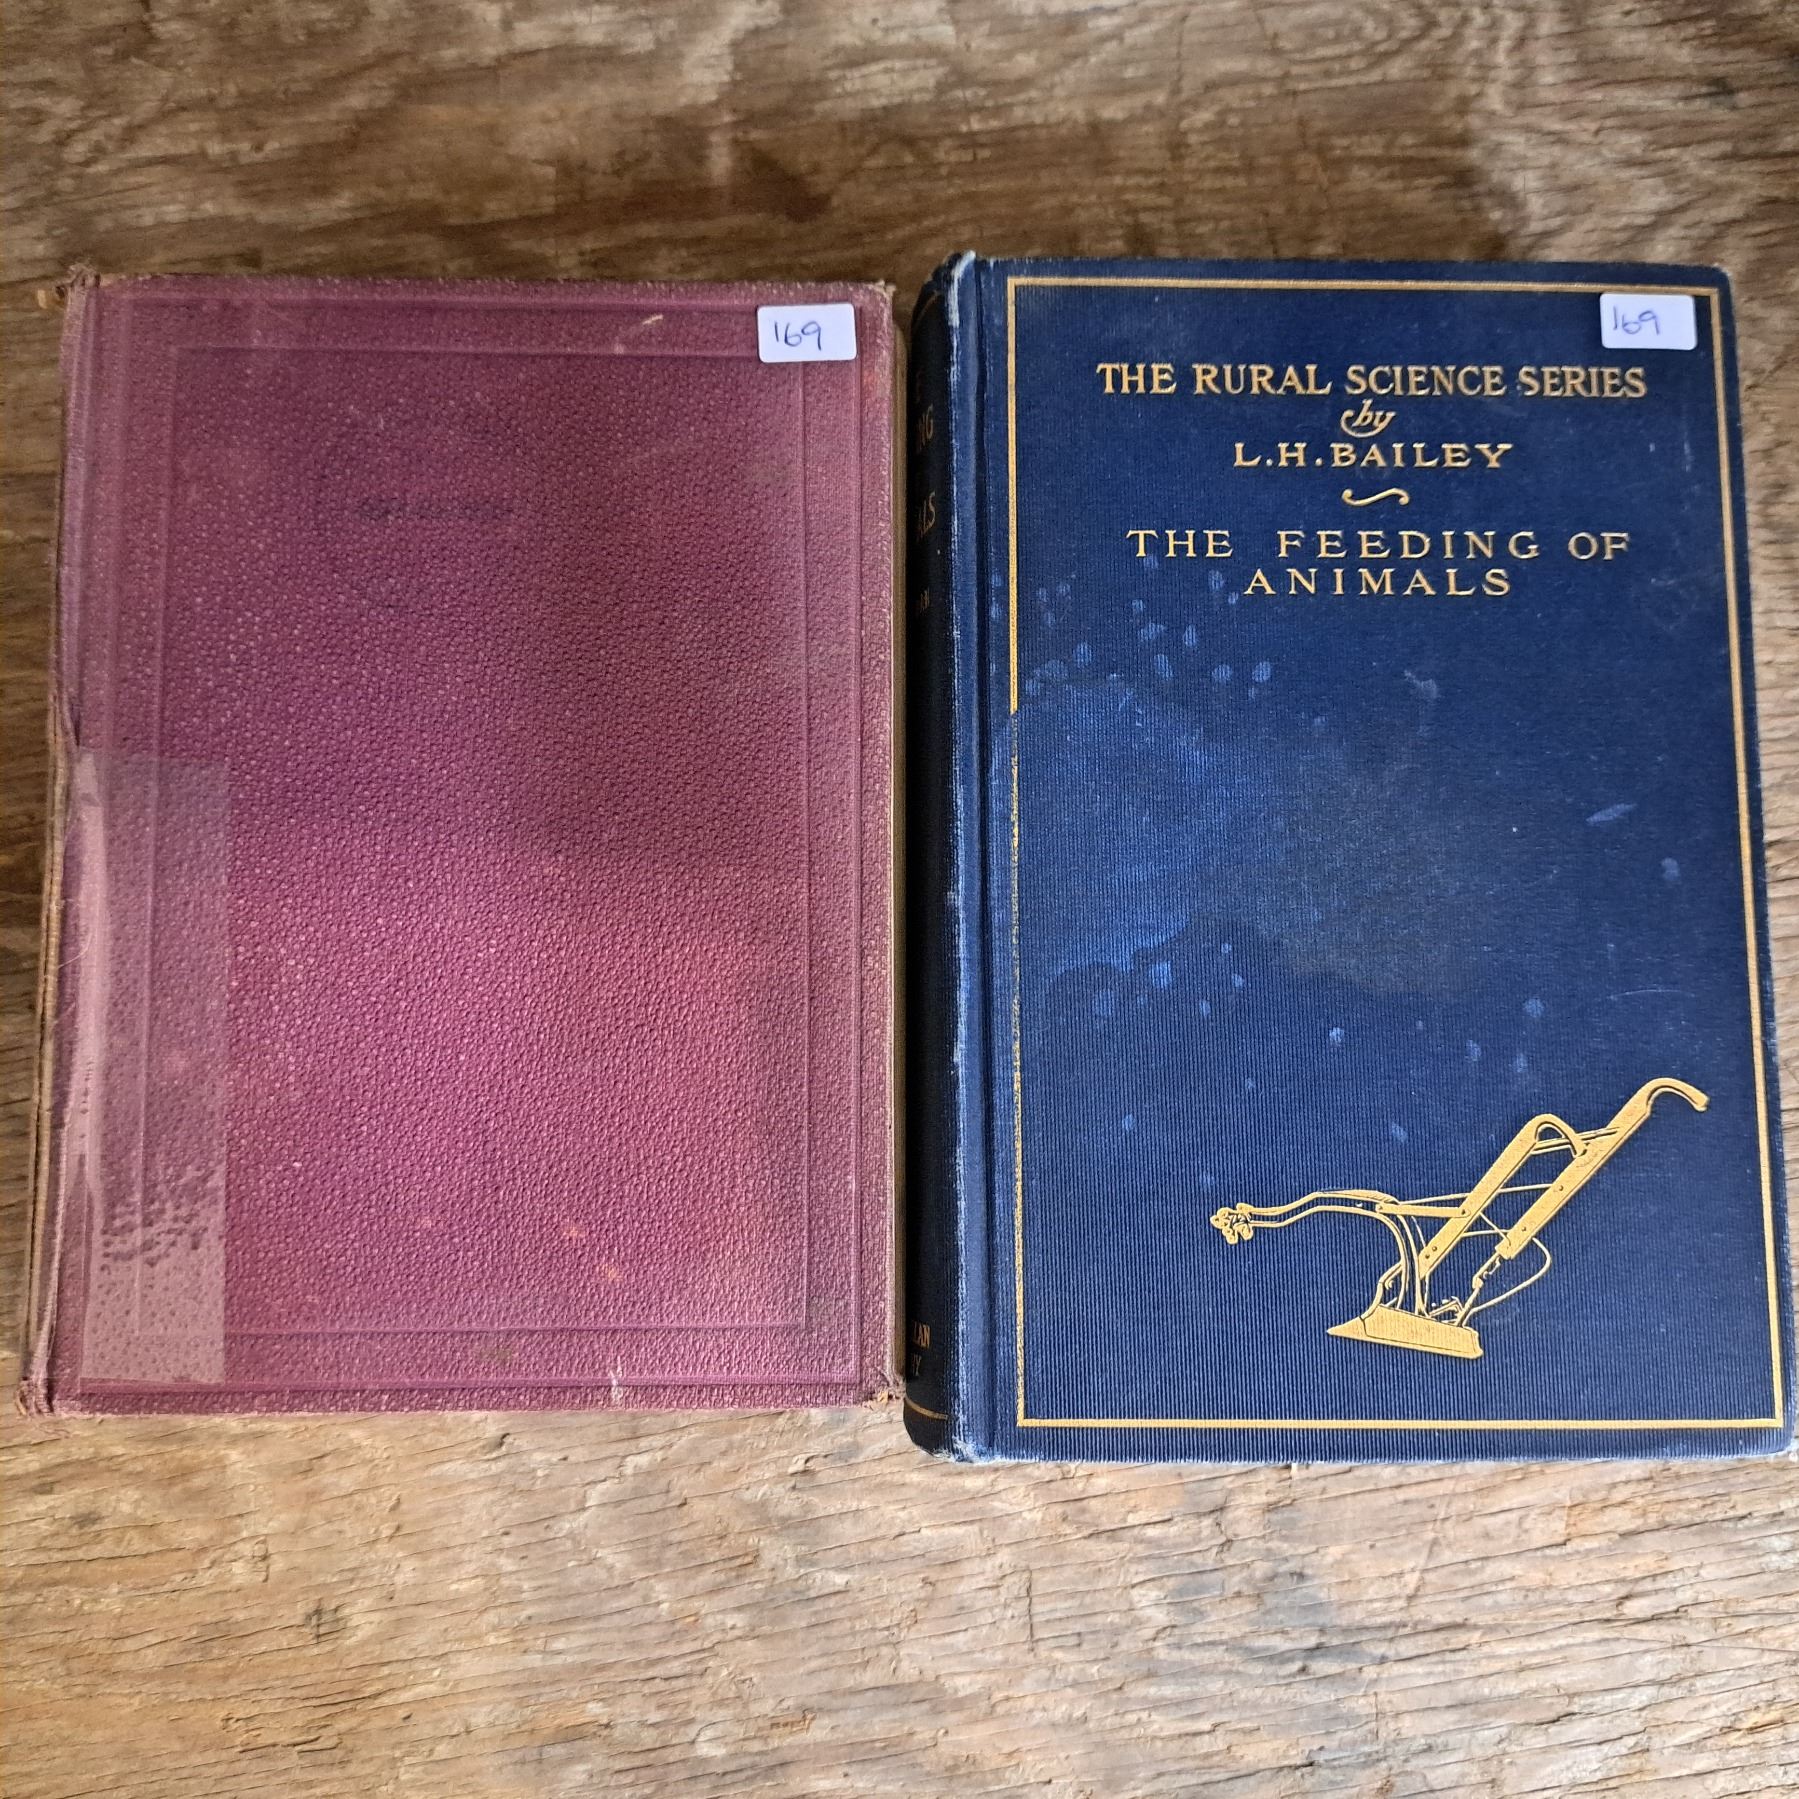 169
169
THE RURAL SCIENCE SERIES
by
L.H. BAILEY
THE FEEDING OF
ANIMALS